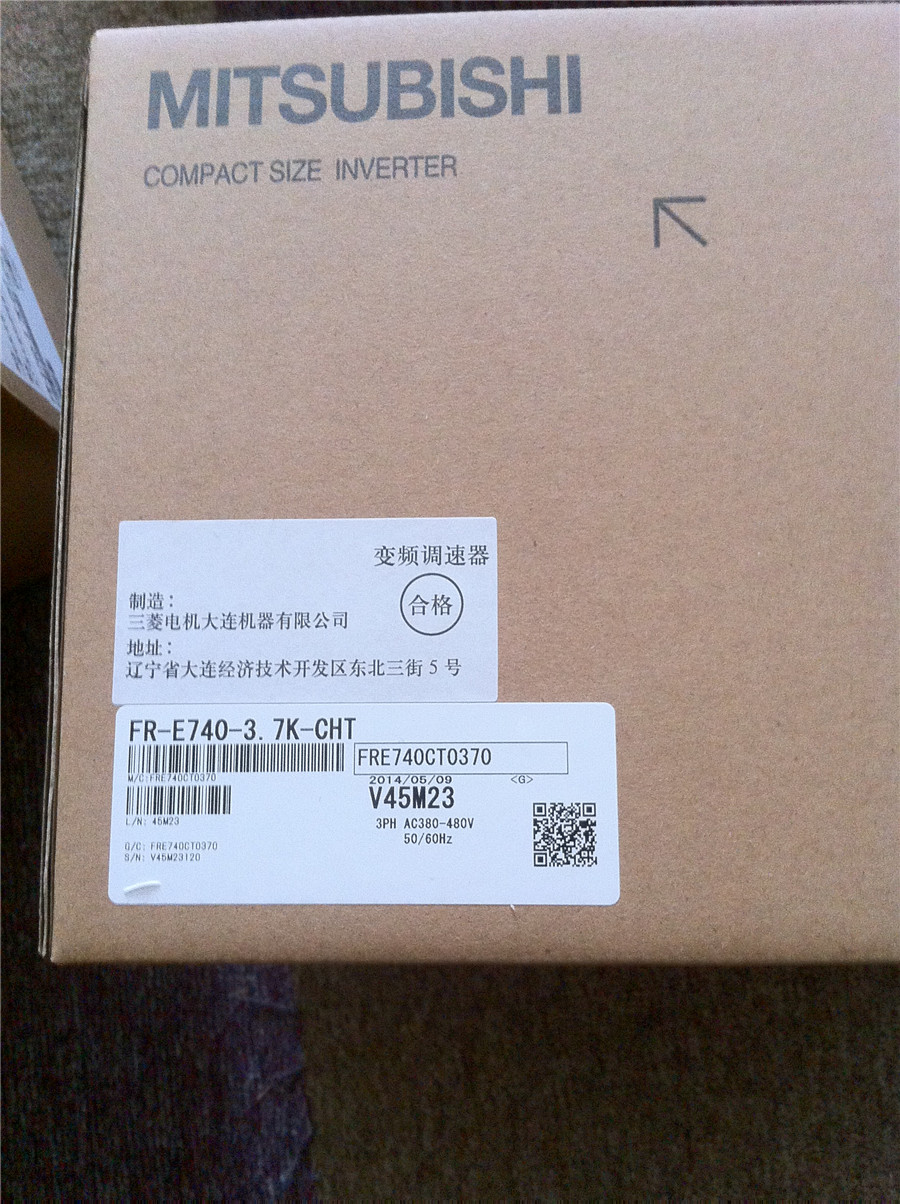 MITSUBISHI
COMPACT SIZE INVERTER
变频调速器
合格
制造：
三菱电机大连机器有限公司
地址：
辽宁省大连经济技术开发区东北三街 5 号
FR-E740-3.7K-CHT
FRE740CT0370
M/C:FRE740CT0370
2014/05/09 <G>
V45M23
L/N: 45M23
3PH AC380-480V
50/60Hz
Q/C: FRE740CT0370
S/N: V45M23120